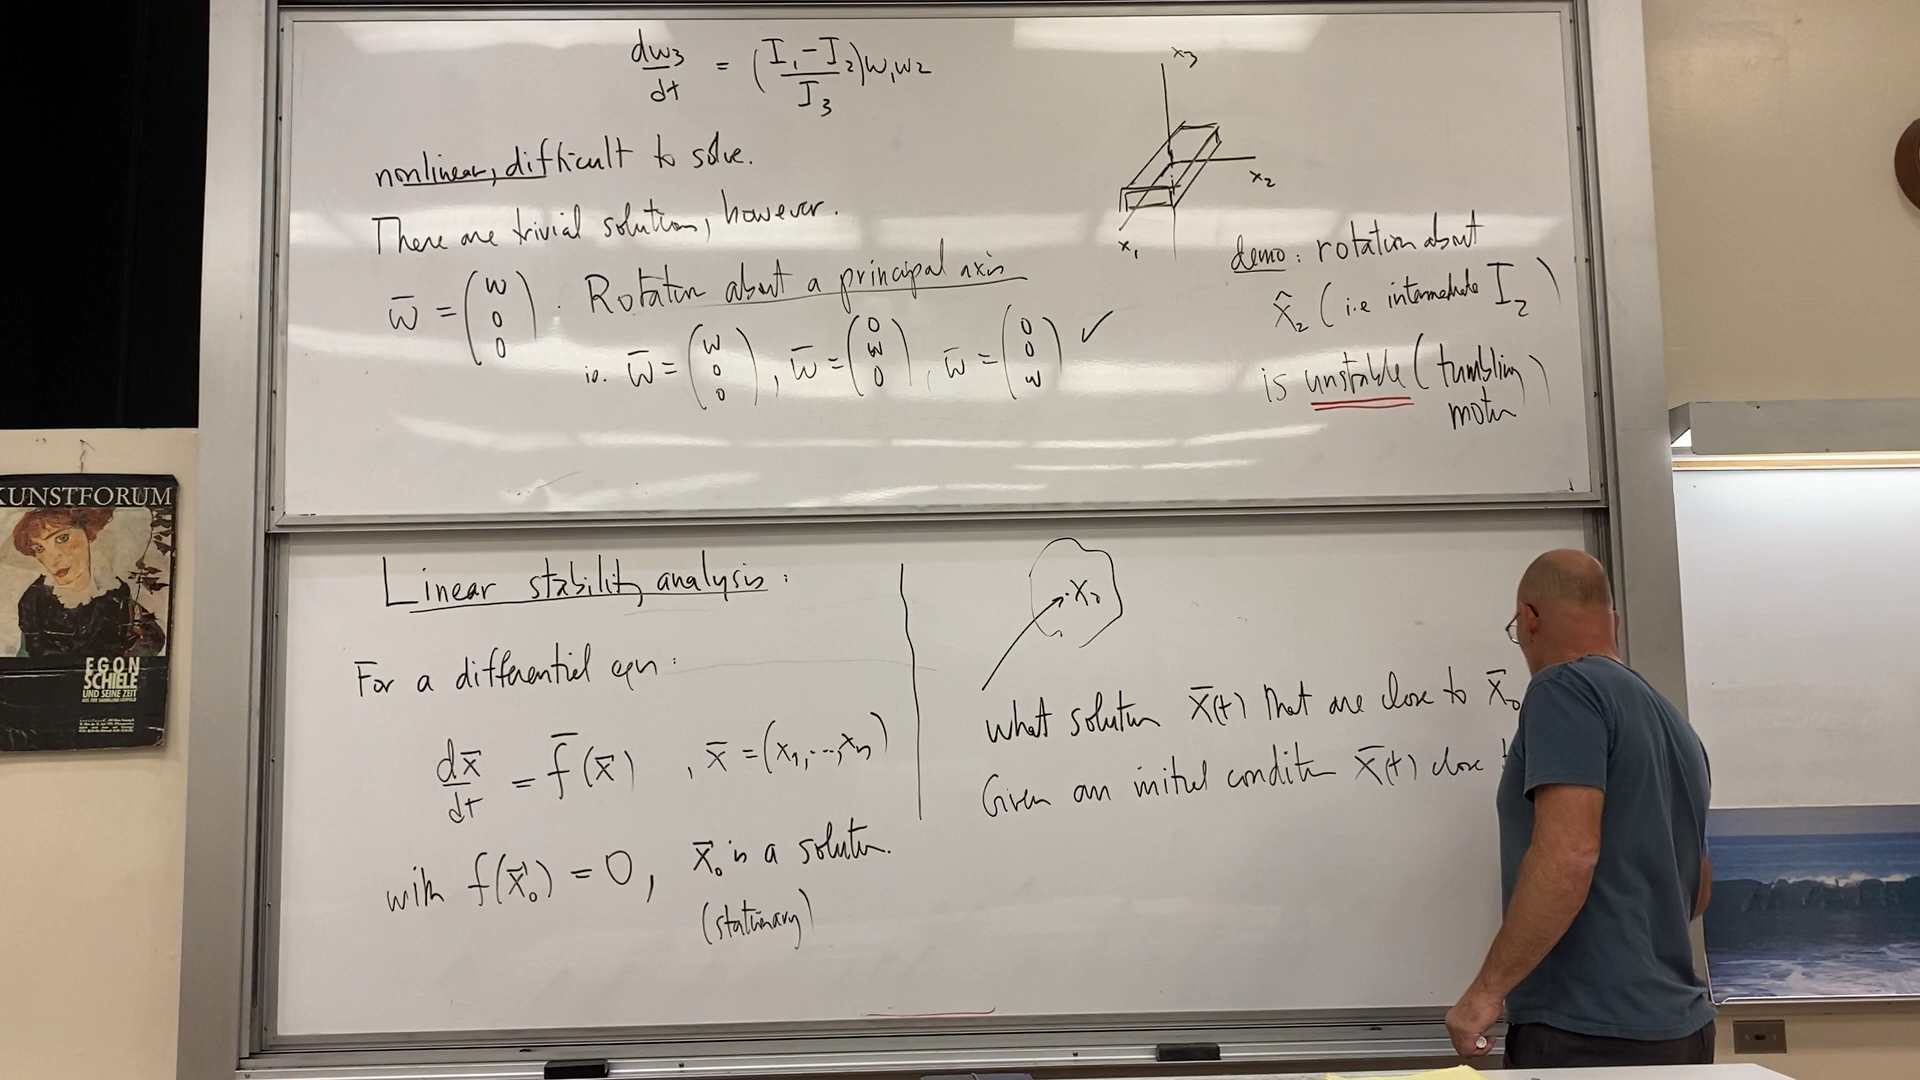 dw3/dt = (I1-I2/I3)w1w2
nonlinear, difficult to solve.
There are trivial solution, however.
w̄ = (w 0 0) . Rotation about a principal axis
ie. w̄ = (w 0 0), w̄ = (0 w 0), w̄ = (0 0 w) ✓
x3
x2
x1
demo: rotation about
x̂2 (i.e intermediate I2)
is unstable (tumbling
motion)
Linear stability analysis:
For a differential eqn:
dx̄/dt = f̄(x̄) , x̄ = (x1,...,xn)
with f(x̄0) = 0, x̄0 is a solution.
(stationary)
x0
what solution x̄(t) that are close to x̄0
Given an initial condition x̄(t) close
KUNSTFORUM
EGON
SCHIELE
UND SEINE ZEIT